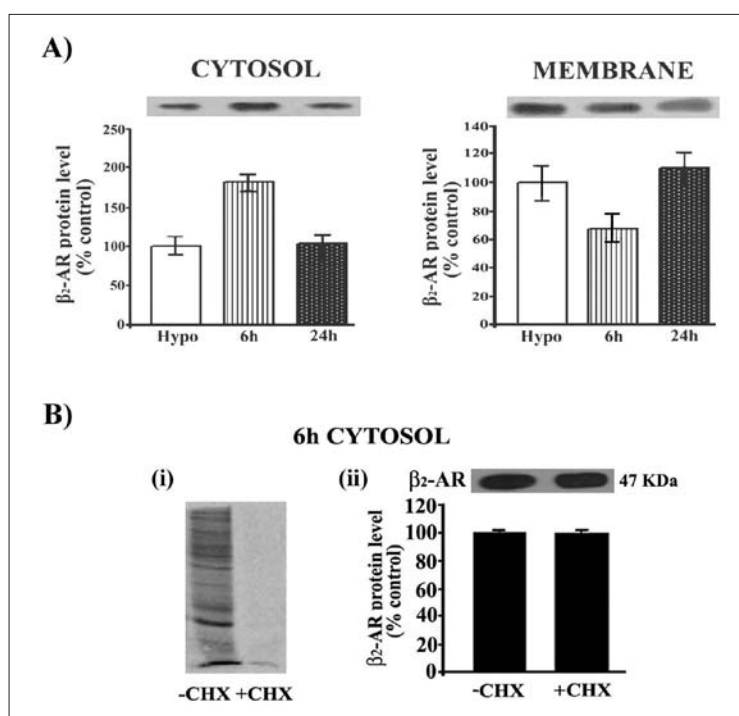 A)
CYTOSOL
β₂-AR protein level
(% control)
250
200
150
100
50
0
Hypo 6h 24h
MEMBRANE
β₂-AR protein level
(% control)
140
120
100
80
60
40
20
0
Hypo 6h 24h
B)
6h CYTOSOL
(i)
-CHX +CHX
(ii)
β₂-AR 47 KDa
β₂-AR protein level
(% control)
120
100
80
60
40
20
0
-CHX +CHX